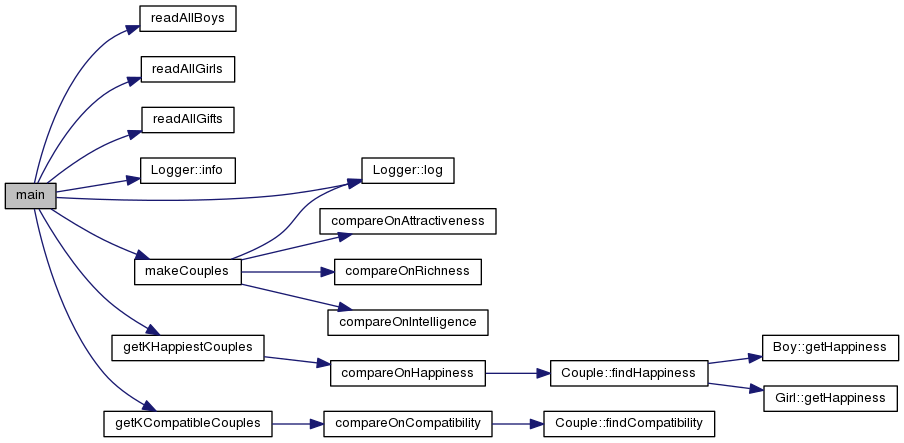 readAllBoys
readAllGirls
readAllGifts
Logger::info
Logger::log
main
compareOnAttractiveness
makeCouples
compareOnRichness
compareOnIntelligence
getKHappiestCouples
compareOnHappiness
Couple::findHappiness
Boy::getHappiness
Girl::getHappiness
getKCompatibleCouples
compareOnCompatibility
Couple::findCompatibility